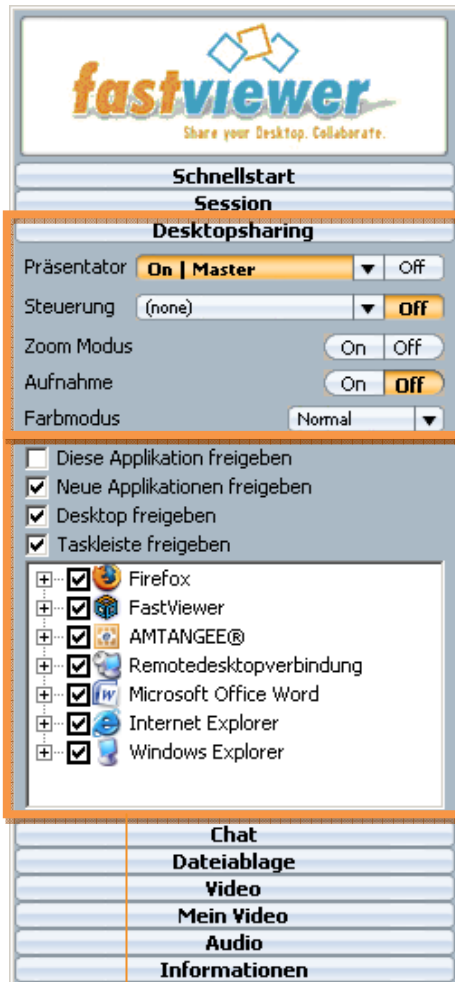 fastviewer
Share your Desktop. Collaborate.
Schnellstart
Session
Desktopsharing
Präsentator On | Master Off
Steuerung (none) Off
Zoom Modus On Off
Aufnahme On Off
Farbmodus Normal
Diese Applikation freigeben
Neue Applikationen freigeben
Desktop freigeben
Taskleiste freigeben
Firefox
FastViewer
AMTANGEE®
Remotedesktopverbindung
Microsoft Office Word
Internet Explorer
Windows Explorer
Chat
Dateiablage
Video
Mein Video
Audio
Informationen